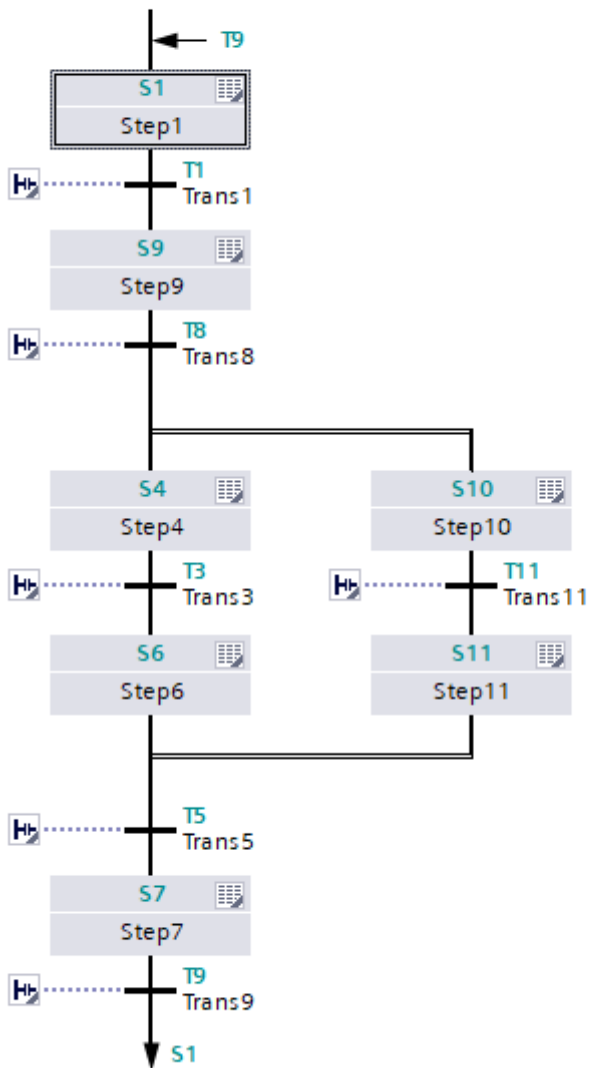 T9
S1
Step1
T1
Trans1
S9
Step9
T8
Trans8
S4
Step4
S10
Step10
T3
Trans3
T11
Trans11
S6
Step6
S11
Step11
T5
Trans5
S7
Step7
T9
Trans9
S1